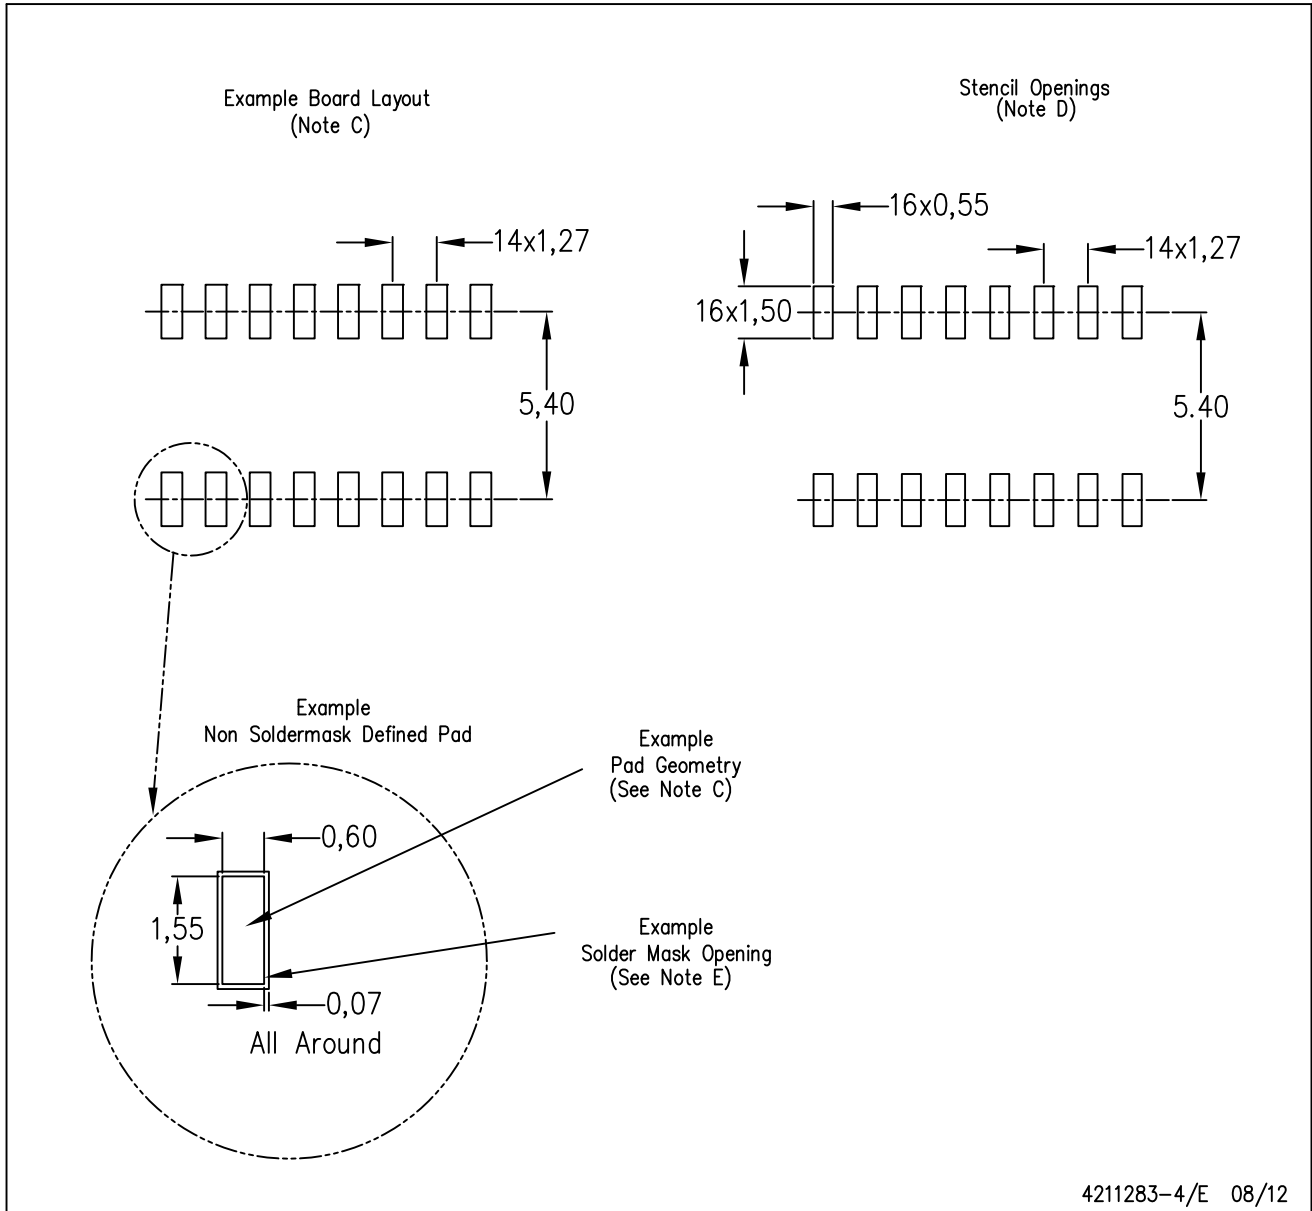 Example Board Layout
(Note C)
Stencil Openings
(Note D)
14x1,27
5,40
16x0,55
14x1,27
16x1,50
5.40
Example
Non Soldermask Defined Pad
Example
Pad Geometry
(See Note C)
0,60
1,55
Example
Solder Mask Opening
(See Note E)
0,07
All Around
4211283-4/E 08/12